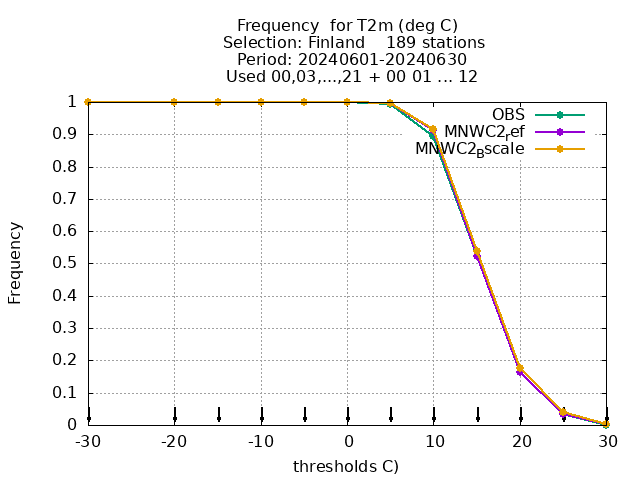 Frequency  for T2m (deg C)
Selection: Finland    189 stations
Period: 20240601-20240630
Used 00,03,...,21 + 00 01 ... 12
OBS
MNWC2ref
MNWC2Bscale
1
0.9
0.8
0.7
0.6
0.5
0.4
0.3
0.2
0.1
0
Frequency
-30 -20 -10 0 10 20 30
thresholds C)